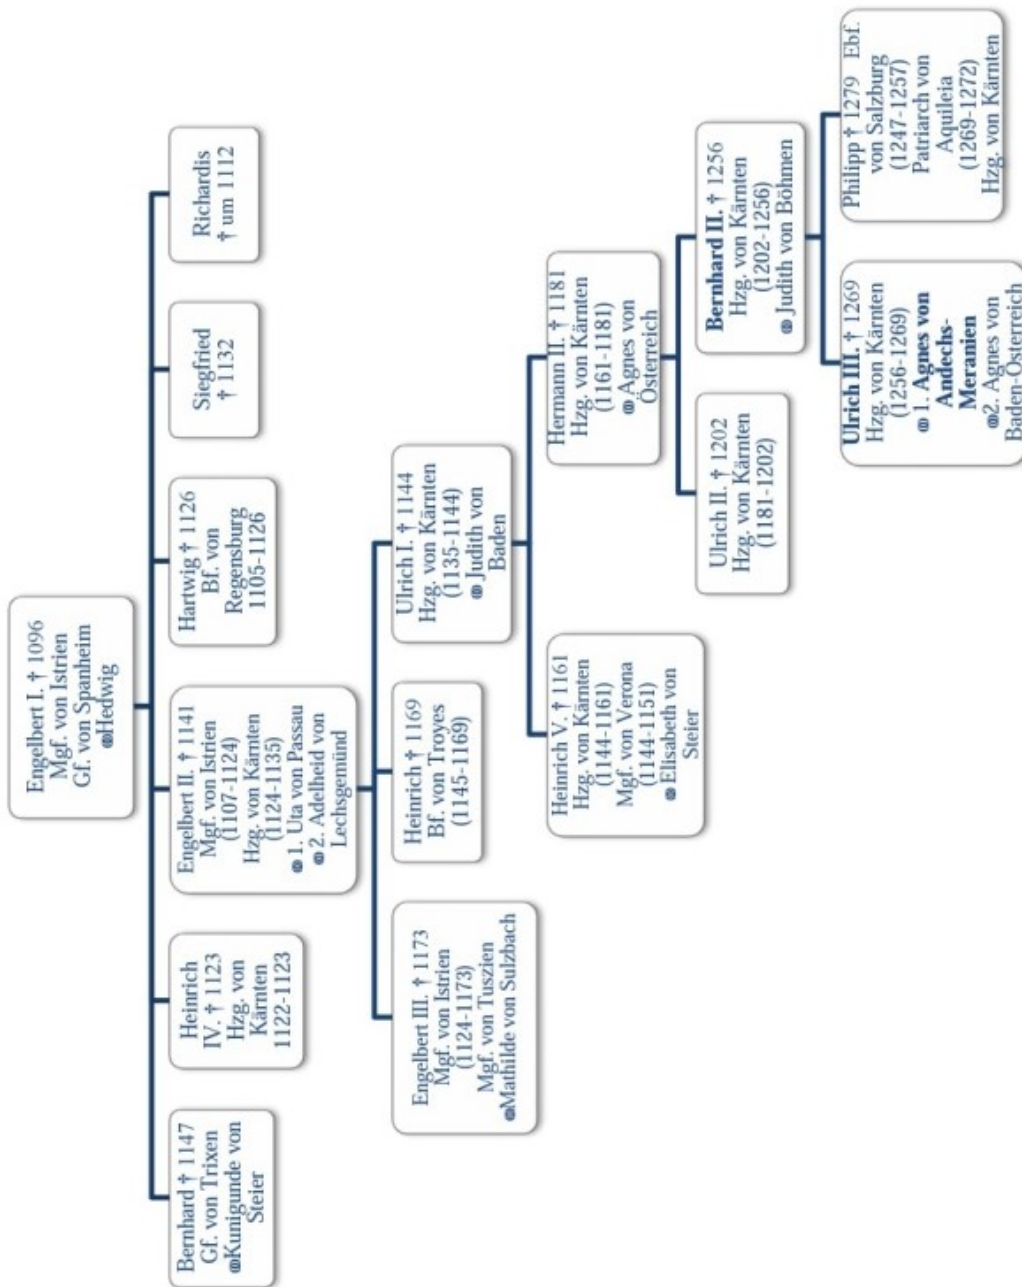 Engelbert I. † 1096
Mgf. von Istrien
Gf. von Spanheim
⚭Hedwig
Bernhard † 1147
Gf. von Trixen
⚭Kunigunde von
Steier
Heinrich
IV. † 1123
Hzg. von
Kärnten
1122-1123
Engelbert II. † 1141
Mgf. von Istrien
(1107-1124)
Hzg. von Kärnten
(1124-1135)
⚭ 1. Uta von Passau
⚭ 2. Adelheid von
Lechsgemünd
Hartwig † 1126
Bf. von
Regensburg
1105-1126
Siegfried
† 1132
Richardis
† um 1112
Engelbert III. † 1173
Mgf. von Istrien
(1124-1173)
Mgf. von Tuszien
⚭Mathilde von Sulzbach
Heinrich † 1169
Bf. von Troyes
(1145-1169)
Ulrich I. † 1144
Hzg. von Kärnten
(1135-1144)
⚭ Judith von
Baden
Heinrich V. † 1161
Hzg. von Kärnten
(1144-1161)
Mgf. von Verona
(1144-1151)
⚭ Elisabeth von
Steier
Hermann II. † 1181
Hzg. von Kärnten
(1161-1181)
⚭ Agnes von
Österreich
Ulrich II. † 1202
Hzg. von Kärnten
(1181-1202)
Bernhard II. † 1256
Hzg. von Kärnten
(1202-1256)
⚭ Judith von Böhmen
Ulrich III. † 1269
Hzg. von Kärnten
(1256-1269)
⚭ 1. Agnes von
Andechs-
Meranien
⚭2. Agnes von
Baden-Österreich
Philipp † 1279 Ebf.
von Salzburg
(1247-1257)
Patriarch von
Aquileia
(1269-1272)
Hzg. von Kärnten